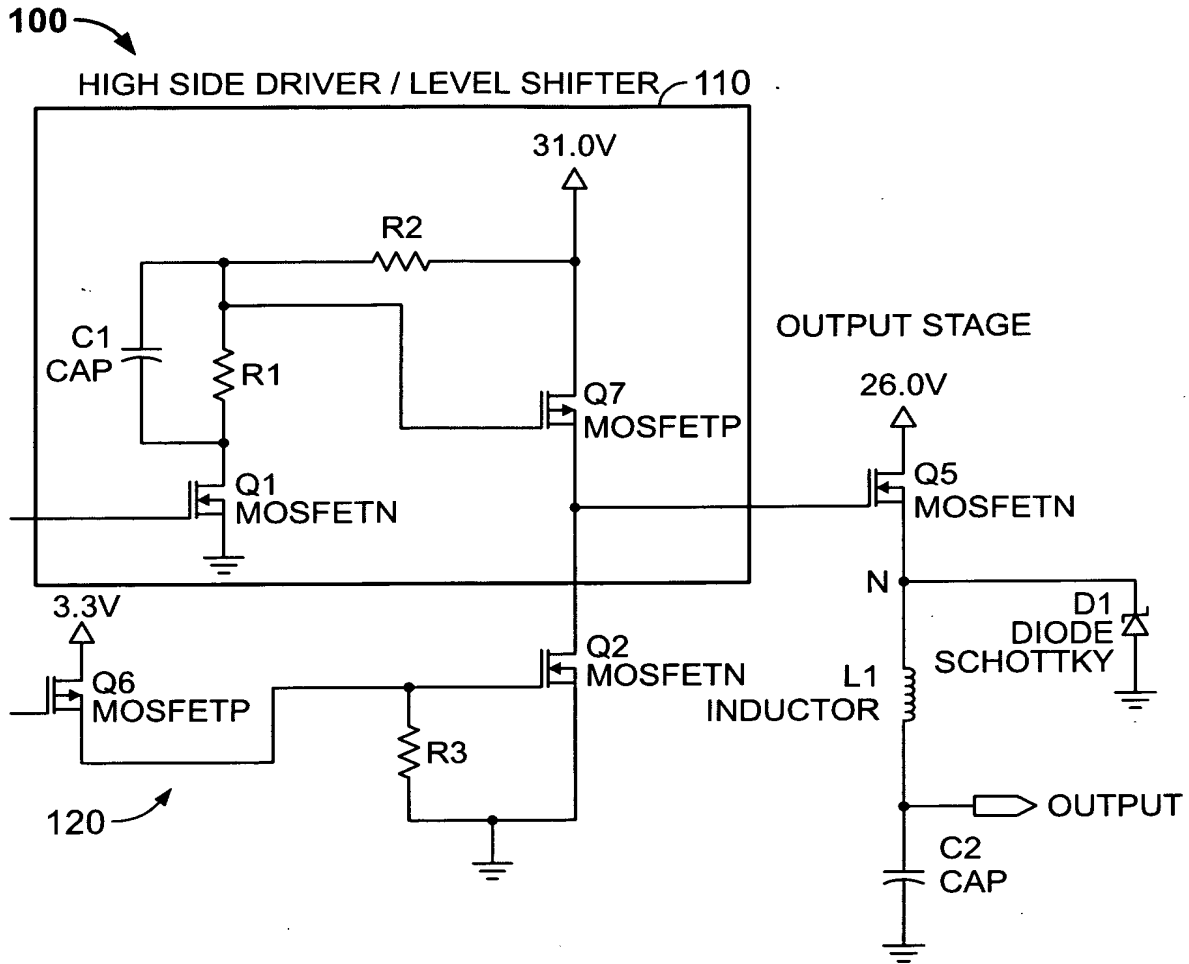 100
HIGH SIDE DRIVER / LEVEL SHIFTER
110
31.0V
R2
C1
CAP
R1
OUTPUT STAGE
26.0V
Q7
MOSFETP
Q5
MOSFETN
Q1
MOSFETN
N
D1
DIODE
SCHOTTKY
3.3V
Q6
MOSFETP
Q2
MOSFETN
L1
INDUCTOR
R3
120
OUTPUT
C2
CAP